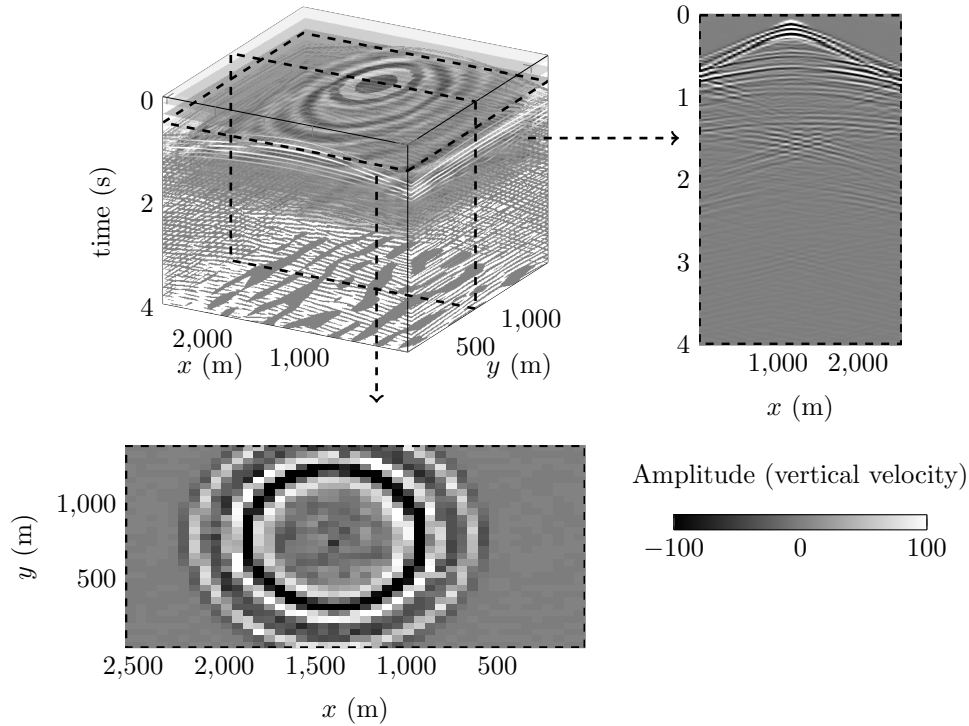 0
2
4
time (s)
2,000
1,000
x (m)
500
1,000
y (m)
0
1
2
3
4
1,000 2,000
x (m)
1,000
500
y (m)
2,500 2,000 1,500 1,000 500
x (m)
Amplitude (vertical velocity)
−100 0 100